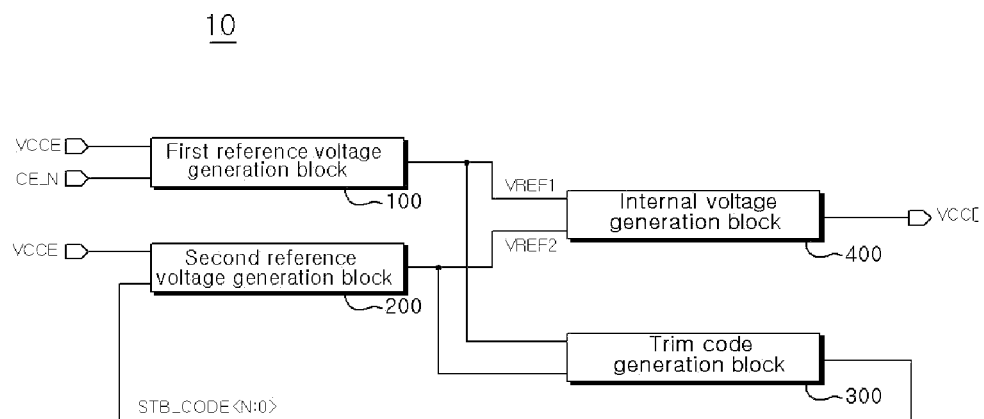 10
VCCE
CE_N
First reference voltage
generation block
100
VREF1
Internal voltage
generation block
400
VREF2
VCCE
Second reference
voltage generation block
200
Trim code
generation block
300
STB_CODE<N:0>